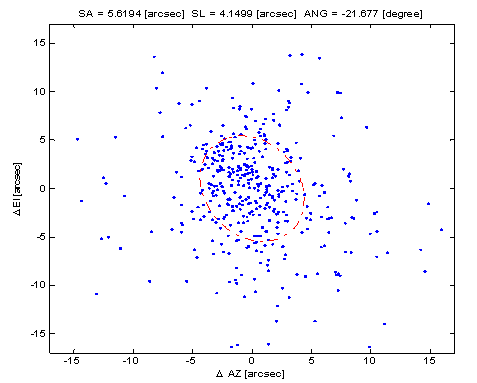 SA = 5.6194 [arcsec] SL = 4.1499 [arcsec] ANG = -21.677 [degree]
15
10
5
0
-5
-10
-15
Δ El [arcsec]
-15 -10 -5 0 5 10 15
Δ AZ [arcsec]